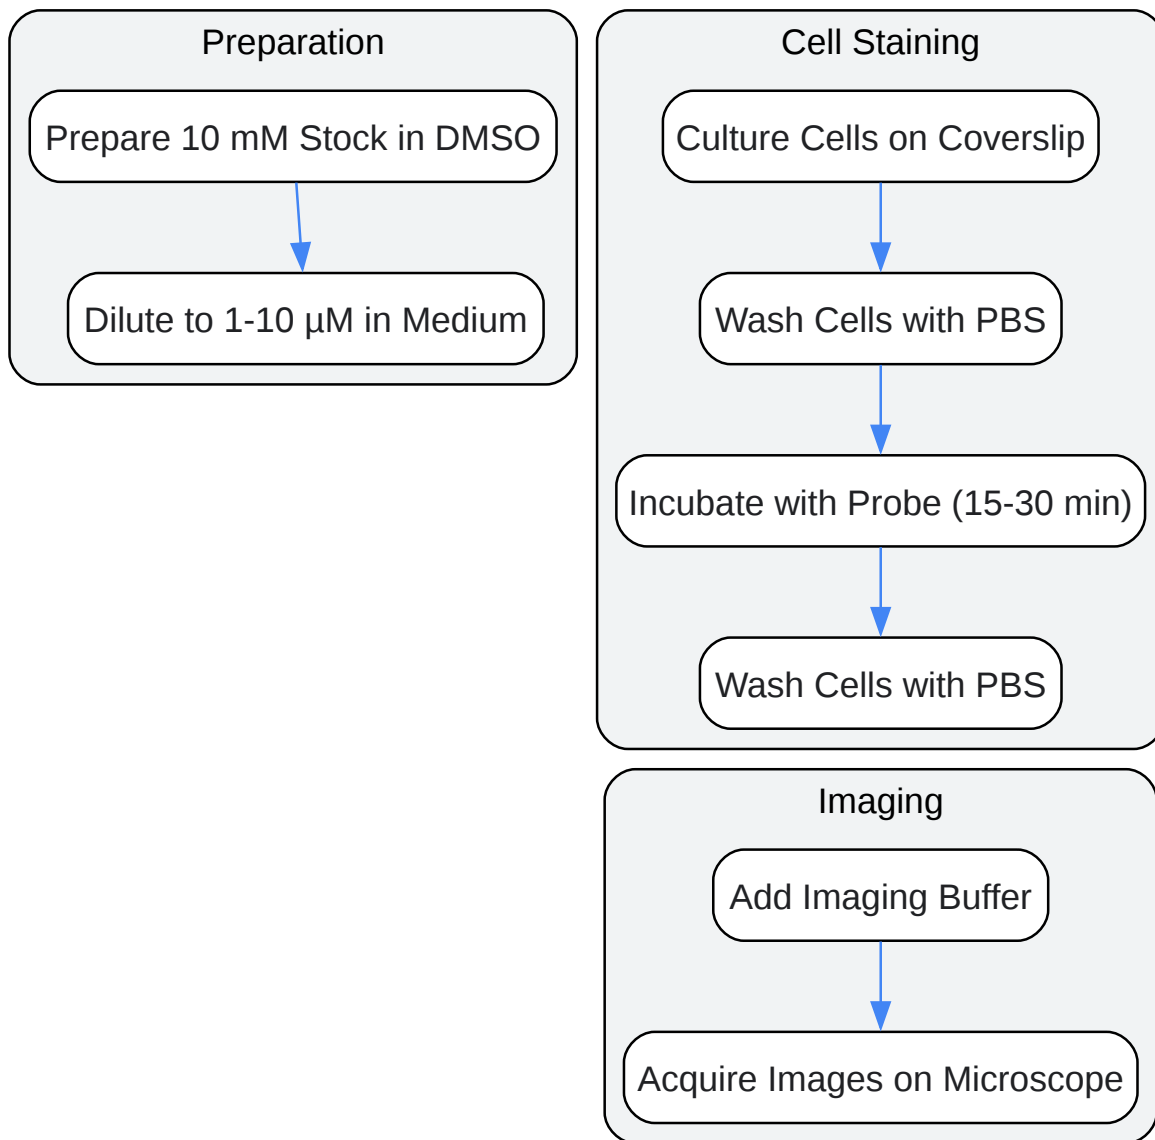 Preparation
Prepare 10 mM Stock in DMSO
Dilute to 1-10 µM in Medium
Cell Staining
Culture Cells on Coverslip
Wash Cells with PBS
Incubate with Probe (15-30 min)
Wash Cells with PBS
Imaging
Add Imaging Buffer
Acquire Images on Microscope